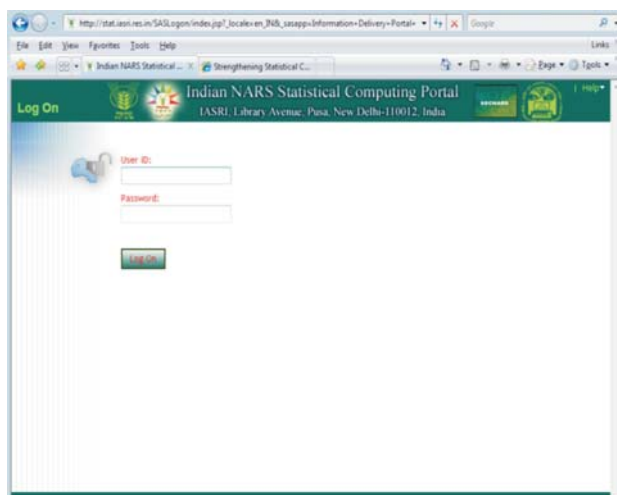 http://stat.iasri.res.in/SASLogon/index.jsp?_locale=en_IN&_sasapp=Information+Delivery+Portal+
Google
File Edit View Favorites Tools Help
Links
Indian NARS Statistical ... X Strengthening Statistical C...
Page Tools
Log On
Indian NARS Statistical Computing Portal
IASRI, Library Avenue, Pusa, New Delhi-110012, India
Help
User ID:
Password:
Log On